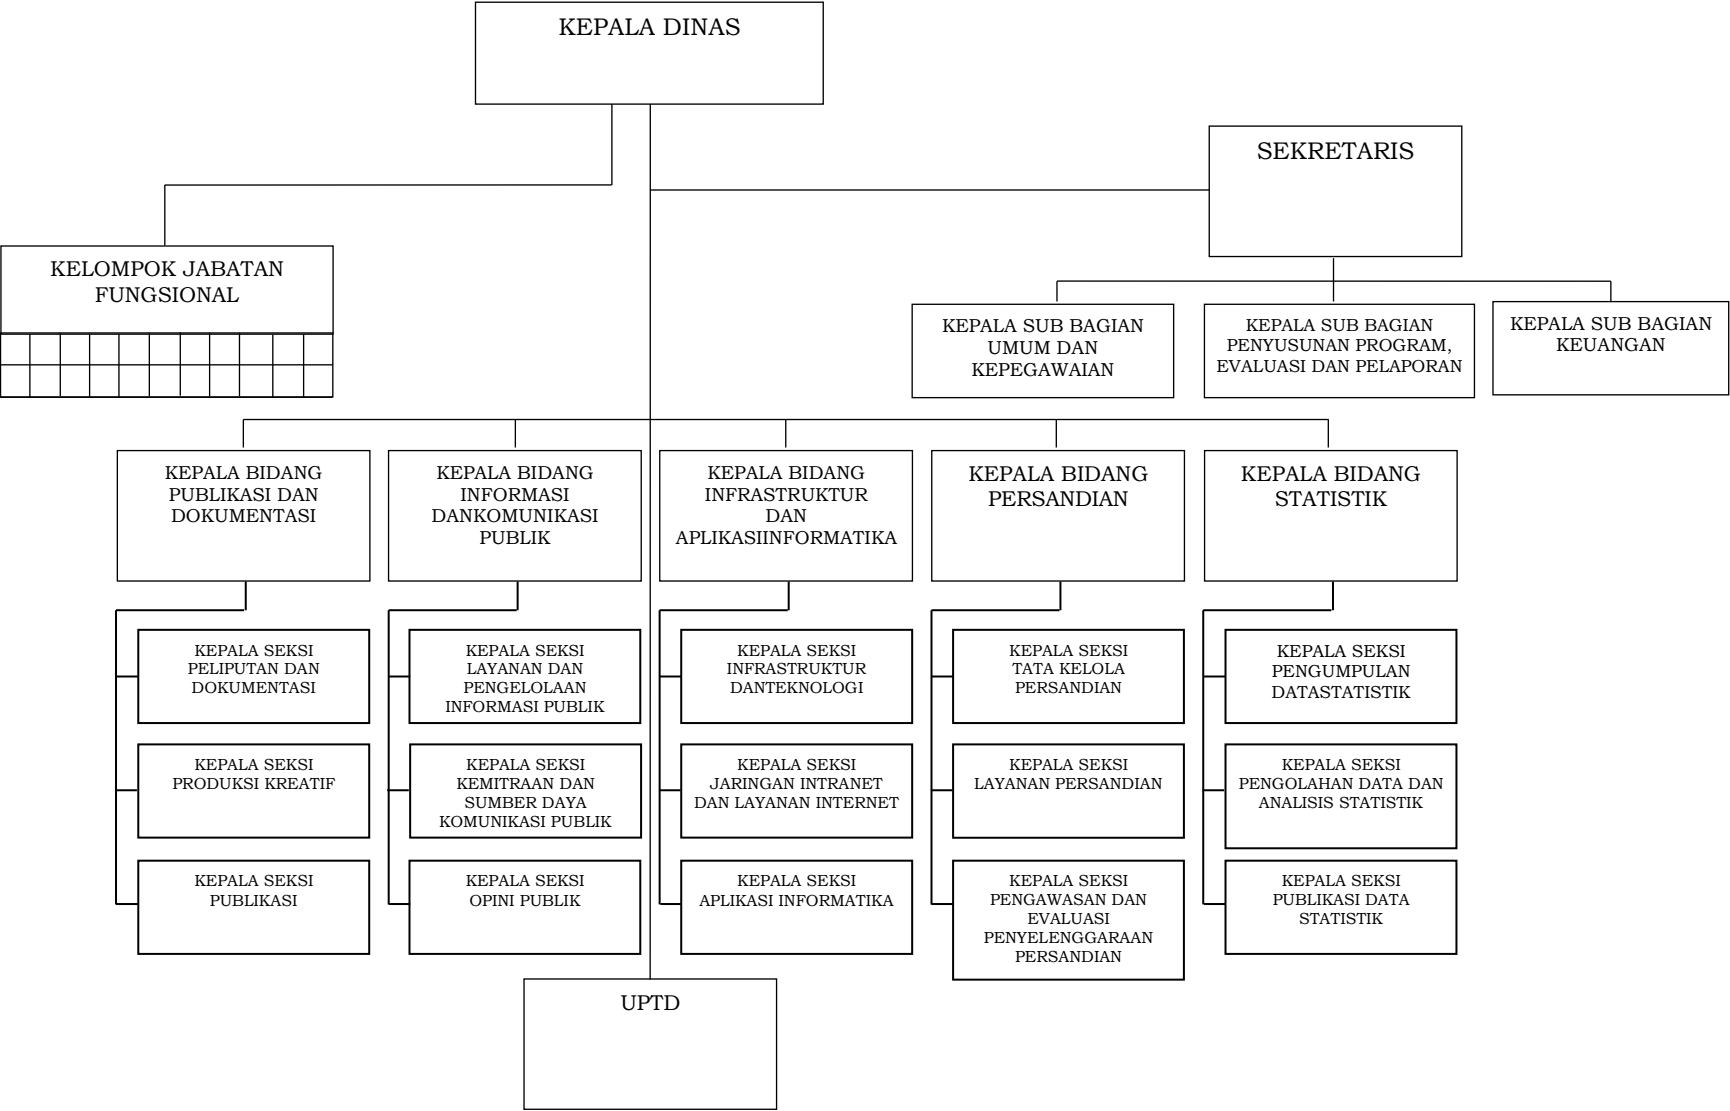 KEPALA DINAS
SEKRETARIS
KELOMPOK JABATAN
FUNGSIONAL
KEPALA SUB BAGIAN
UMUM DAN
KEPEGAWAIAN
KEPALA SUB BAGIAN
PENYUSUNAN PROGRAM,
EVALUASI DAN PELAPORAN
KEPALA SUB BAGIAN
KEUANGAN
KEPALA BIDANG
PUBLIKASI DAN
DOKUMENTASI
KEPALA BIDANG
INFORMASI
DANKOMUNIKASI
PUBLIK
KEPALA BIDANG
INFRASTRUKTUR
DAN
APLIKASIINFORMATIKA
KEPALA BIDANG
PERSANDIAN
KEPALA BIDANG
STATISTIK
KEPALA SEKSI
PELIPUTAN DAN
DOKUMENTASI
KEPALA SEKSI
LAYANAN DAN
PENGELOLAAN
INFORMASI PUBLIK
KEPALA SEKSI
INFRASTRUKTUR
DANTEKNOLOGI
KEPALA SEKSI
TATA KELOLA
PERSANDIAN
KEPALA SEKSI
PENGUMPULAN
DATASTATISTIK
KEPALA SEKSI
PRODUKSI KREATIF
KEPALA SEKSI
KEMITRAAN DAN
SUMBER DAYA
KOMUNIKASI PUBLIK
KEPALA SEKSI
JARINGAN INTRANET
DAN LAYANAN INTERNET
KEPALA SEKSI
LAYANAN PERSANDIAN
KEPALA SEKSI
PENGOLAHAN DATA DAN
ANALISIS STATISTIK
KEPALA SEKSI
PUBLIKASI
KEPALA SEKSI
OPINI PUBLIK
KEPALA SEKSI
APLIKASI INFORMATIKA
KEPALA SEKSI
PENGAWASAN DAN
EVALUASI
PENYELENGGARAAN
PERSANDIAN
KEPALA SEKSI
PUBLIKASI DATA
STATISTIK
UPTD